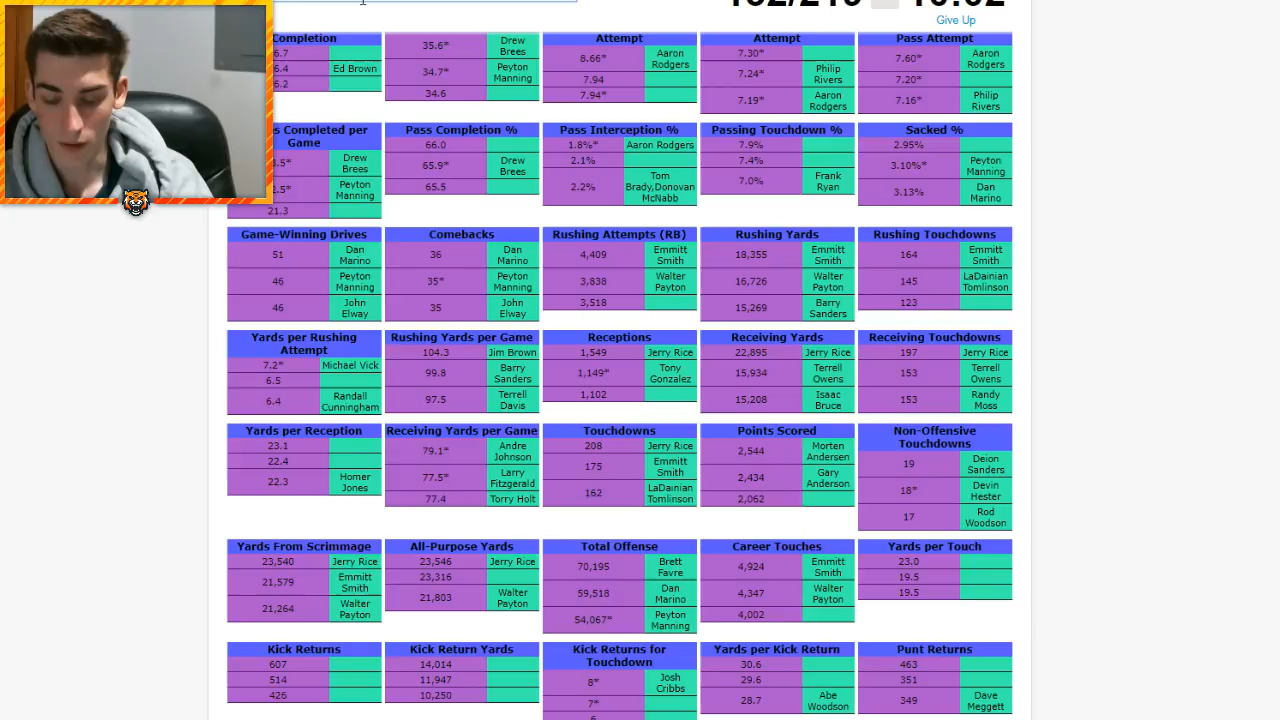 Give Up
Completion
6.7
6.4 Ed Brown
6.2
35.6* Drew Brees
34.7* Peyton Manning
34.6
Attempt
8.66* Aaron Rodgers
7.94
7.94*
Attempt
7.30*
7.24* Philip Rivers
7.19* Aaron Rodgers
Pass Attempt
7.60* Aaron Rodgers
7.20*
7.16* Philip Rivers
s Completed per
Game
.5* Drew Brees
2.5* Peyton Manning
21.3
Pass Completion %
66.0
65.9* Drew Brees
65.5
Pass Interception %
1.8%* Aaron Rodgers
2.1%
2.2% Tom Brady,Donovan McNabb
Passing Touchdown %
7.9%
7.4%
7.0% Frank Ryan
Sacked %
2.95%
3.10%* Peyton Manning
3.13% Dan Marino
Game-Winning Drives
51 Dan Marino
46 Peyton Manning
46 John Elway
Comebacks
36 Dan Marino
35* Peyton Manning
35 John Elway
Rushing Attempts (RB)
4,409 Emmitt Smith
3,838 Walter Payton
3,518
Rushing Yards
18,355 Emmitt Smith
16,726 Walter Payton
15,269 Barry Sanders
Rushing Touchdowns
164 Emmitt Smith
145 LaDainian Tomlinson
123
Yards per Rushing
Attempt
7.2* Michael Vick
6.5
6.4 Randall Cunningham
Rushing Yards per Game
104.3 Jim Brown
99.8 Barry Sanders
97.5 Terrell Davis
Receptions
1,549 Jerry Rice
1,149* Tony Gonzalez
1,102
Receiving Yards
22,895 Jerry Rice
15,934 Terrell Owens
15,208 Isaac Bruce
Receiving Touchdowns
197 Jerry Rice
153 Terrell Owens
153 Randy Moss
Yards per Reception
23.1
22.4
22.3 Homer Jones
Receiving Yards per Game
79.1* Andre Johnson
77.5* Larry Fitzgerald
77.4 Torry Holt
Touchdowns
208 Jerry Rice
175 Emmitt Smith
162 LaDainian Tomlinson
Points Scored
2,544 Morten Andersen
2,434 Gary Anderson
2,062
Non-Offensive
Touchdowns
19 Deion Sanders
18* Devin Hester
17 Rod Woodson
Yards From Scrimmage
23,540 Jerry Rice
21,579 Emmitt Smith
21,264 Walter Payton
All-Purpose Yards
23,546 Jerry Rice
23,316
21,803 Walter Payton
Total Offense
70,195 Brett Favre
59,518 Dan Marino
54,067* Peyton Manning
Career Touches
4,924 Emmitt Smith
4,347 Walter Payton
4,002
Yards per Touch
23.0
19.5
19.5
Kick Returns
607
514
426
Kick Return Yards
14,014
11,947
10,250
Kick Returns for
Touchdown
8* Josh Cribbs
7*
6
Yards per Kick Return
30.6
29.6
28.7 Abe Woodson
Punt Returns
463
351
349 Dave Meggett